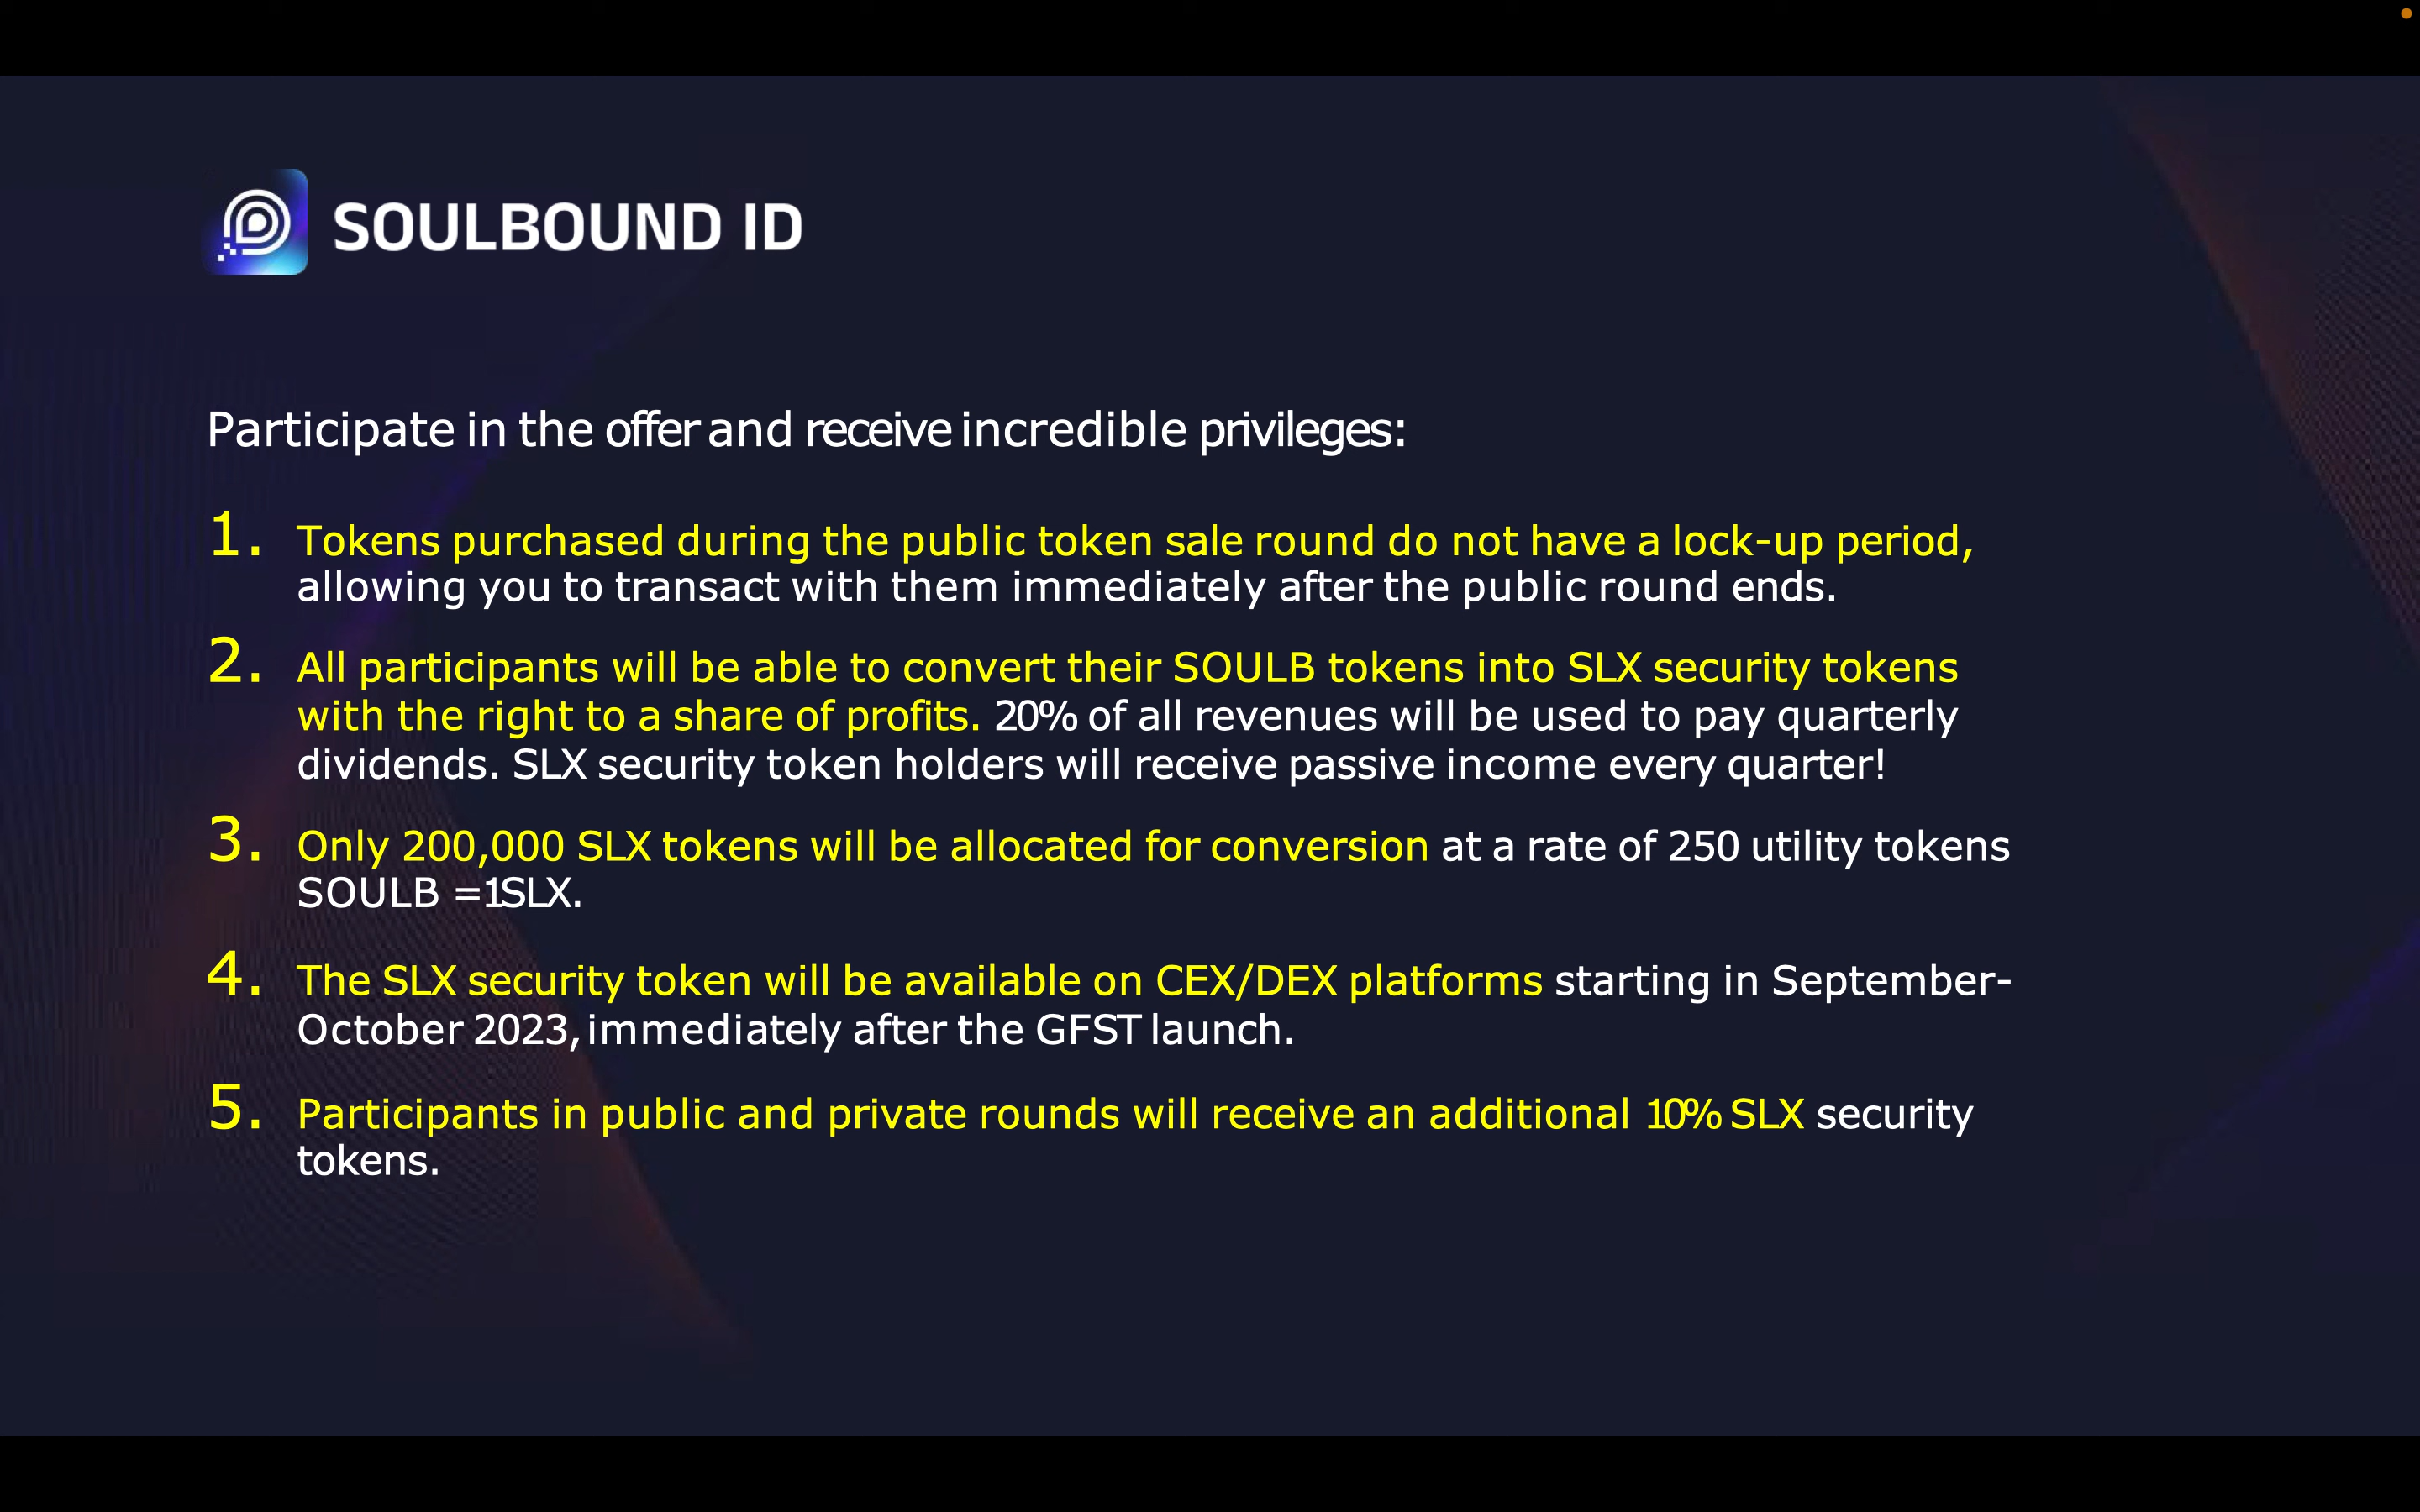 SOULBOUND ID
Participate in the offer and receive incredible privileges:
1. Tokens purchased during the public token sale round do not have a lock-up period,
allowing you to transact with them immediately after the public round ends.
2. All participants will be able to convert their SOULB tokens into SLX security tokens
with the right to a share of profits. 20% of all revenues will be used to pay quarterly
dividends. SLX security token holders will receive passive income every quarter!
3. Only 200,000 SLX tokens will be allocated for conversion at a rate of 250 utility tokens
SOULB =1SLX.
4. The SLX security token will be available on CEX/DEX platforms starting in September-
October 2023, immediately after the GFST launch.
5. Participants in public and private rounds will receive an additional 10% SLX security
tokens.